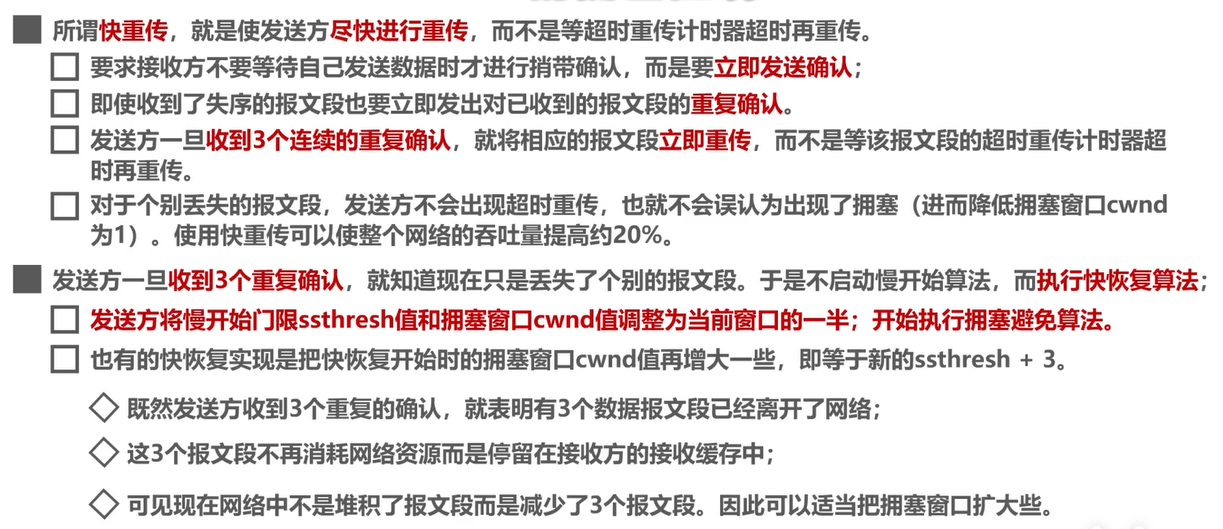 所谓快重传，就是使发送方尽快进行重传，而不是等超时重传计时器超时再重传。
要求接收方不要等待自己发送数据时才进行捎带确认，而是要立即发送确认；
即使收到了失序的报文段也要立即发出对已收到的报文段的重复确认。
发送方一旦收到3个连续的重复确认，就将相应的报文段立即重传，而不是等该报文段的超时重传计时器超
时再重传。
对于个别丢失的报文段，发送方不会出现超时重传，也就不会误认为出现了拥塞（进而降低拥塞窗口cwnd
为1）。使用快重传可以使整个网络的吞吐量提高约20%。
发送方一旦收到3个重复确认，就知道现在只是丢失了个别的报文段。于是不启动慢开始算法，而执行快恢复算法；
发送方将慢开始门限ssthresh值和拥塞窗口cwnd值调整为当前窗口的一半；开始执行拥塞避免算法。
也有的快恢复实现是把快恢复开始时的拥塞窗口cwnd值再增大一些，即等于新的ssthresh + 3。
既然发送方收到3个重复的确认，就表明有3个数据报文段已经离开了网络；
这3个报文段不再消耗网络资源而是停留在接收方的接收缓存中；
可见现在网络中不是堆积了报文段而是减少了3个报文段。因此可以适当把拥塞窗口扩大些。